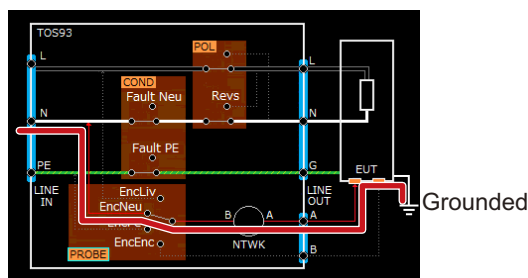 TOS93
POL
L
L
COND
Fault Neu
Revs
N
N
Fault PE
PE
G
EUT
LINE IN
LINE OUT
EncLiv
EncNeu
Grounded
B
A
A
EncEnc
NTWK
B
PROBE